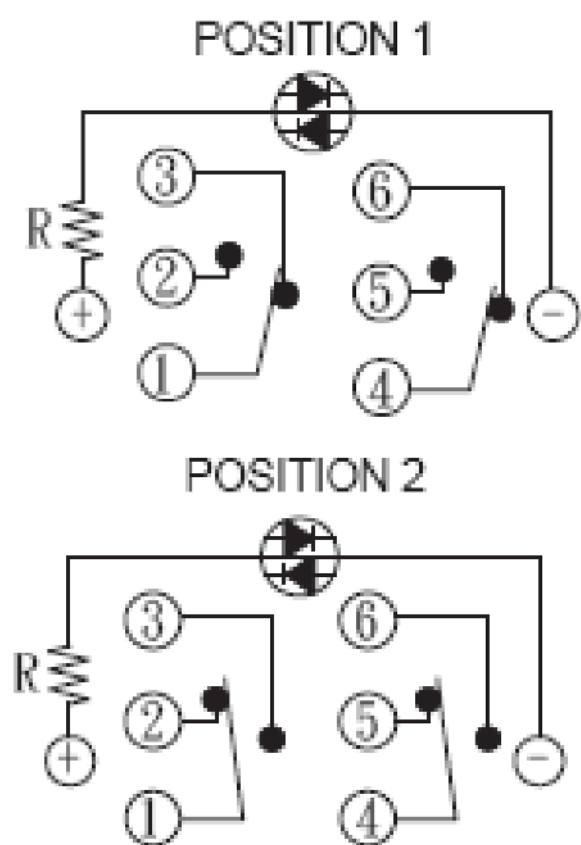 POSITION 1
③ ⑥
R ② ⑤
+ -
① ④
POSITION 2
③ ⑥
R ② ⑤
+ -
① ④